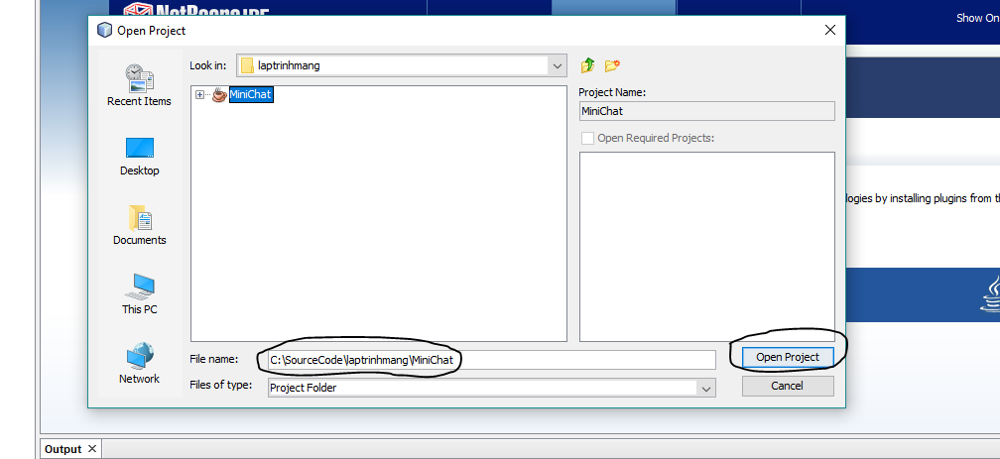 NetBeans IDE
Show On
Open Project
Look in:
laptrinhmang
Recent Items
Desktop
Documents
This PC
Network
MiniChat
Project Name:
MiniChat
Open Required Projects:
logies by installing plugins from th
File name:
C:\SourceCode\laptrinhmang\MiniChat
Open Project
Files of type:
Project Folder
Cancel
Output